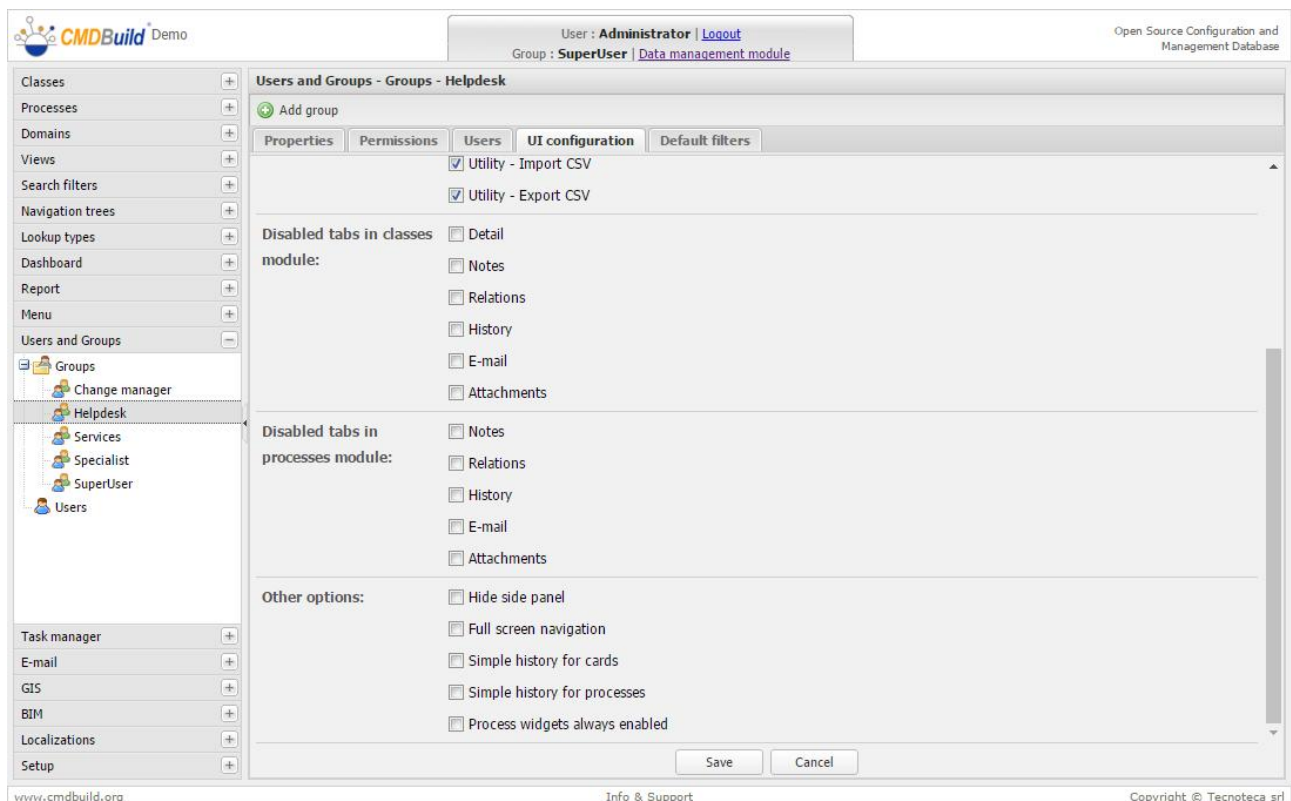 CMDBuild Demo
User : Administrator | Logout
Group : SuperUser | Data management module
Open Source Configuration and
Management Database
Classes
Processes
Domains
Views
Search filters
Navigation trees
Lookup types
Dashboard
Report
Menu
Users and Groups
Groups
Change manager
Helpdesk
Services
Specialist
SuperUser
Users
Task manager
E-mail
GIS
BIM
Localizations
Setup
Users and Groups - Groups - Helpdesk
Add group
Properties Permissions Users UI configuration Default filters
Utility - Import CSV
Utility - Export CSV
Disabled tabs in classes
module:
Detail
Notes
Relations
History
E-mail
Attachments
Disabled tabs in
processes module:
Notes
Relations
History
E-mail
Attachments
Other options:
Hide side panel
Full screen navigation
Simple history for cards
Simple history for processes
Process widgets always enabled
Save Cancel
www.cmdbuild.org Info & Support Copyright © Tecnoteca srl